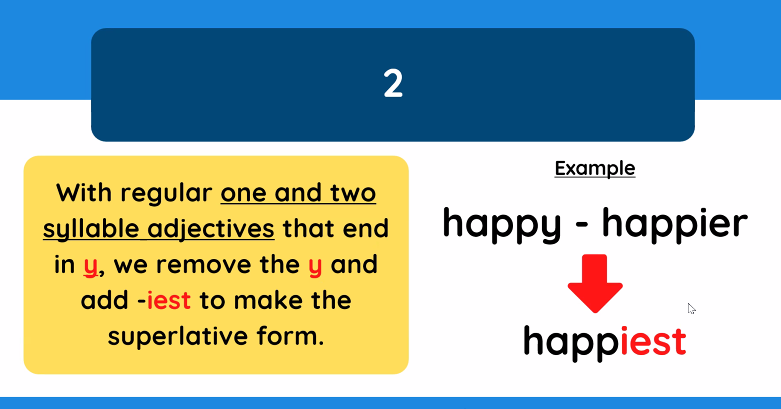 2
With regular one and two
syllable adjectives that end
in y, we remove the y and
add -iest to make the
superlative form.
Example
happy - happier
happiest